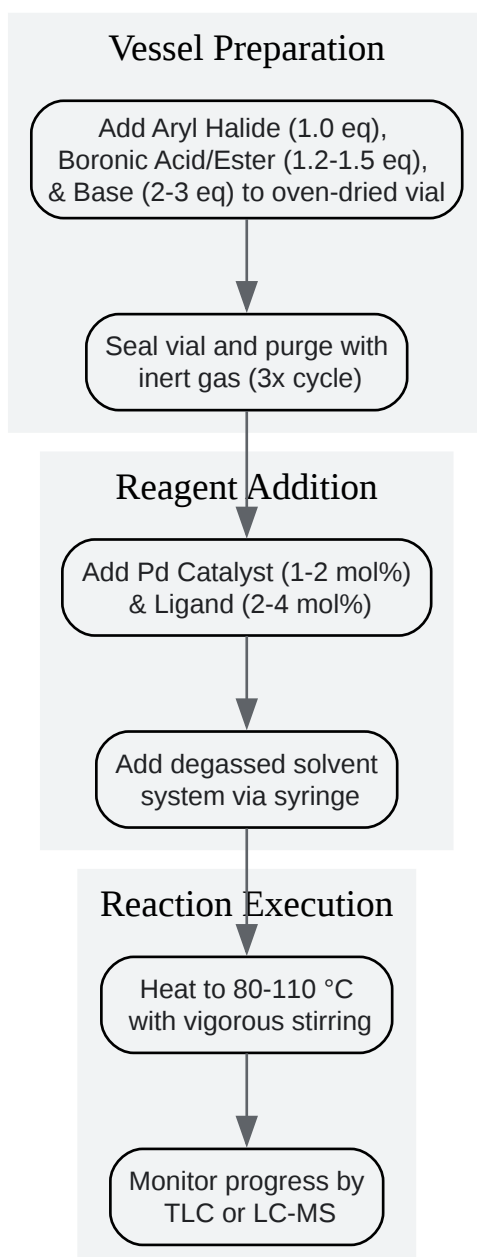 Vessel Preparation
Add Aryl Halide (1.0 eq),
Boronic Acid/Ester (1.2-1.5 eq),
& Base (2-3 eq) to oven-dried vial
Seal vial and purge with
inert gas (3x cycle)
Reagent Addition
Add Pd Catalyst (1-2 mol%)
& Ligand (2-4 mol%)
Add degassed solvent
system via syringe
Reaction Execution
Heat to 80-110 °C
with vigorous stirring
Monitor progress by
TLC or LC-MS